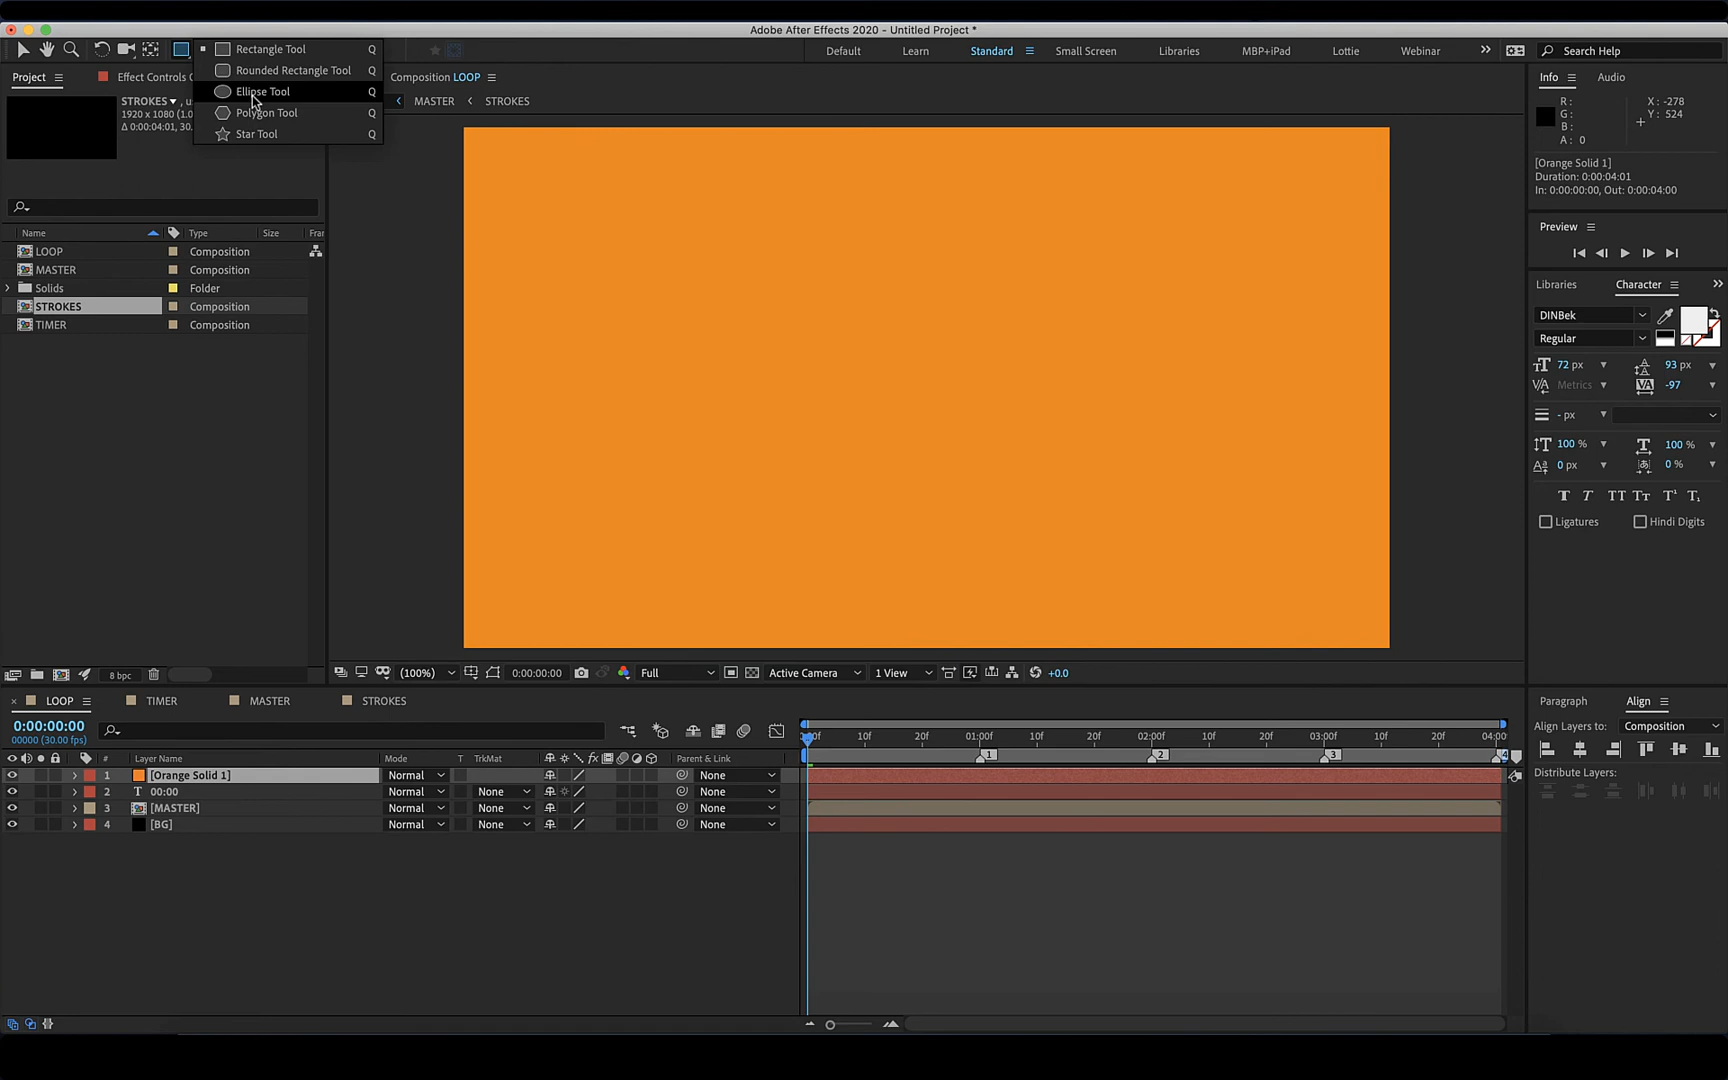 Adobe After Effects 2020 - Untitled Project *
Rectangle Tool Q
Rounded Rectangle Tool Q
Ellipse Tool Q
Polygon Tool Q
Star Tool Q
Default Learn Standard Small Screen Libraries MBP+iPad Lottie Webinar Search Help
Project
Effect Controls
STROKES
1920 x 1080 (1.0
Δ 0:00:04:01, 30.
Name Type Size Frar
LOOP Composition
MASTER Composition
Solids Folder
STROKES Composition
TIMER Composition
8 bpc
Composition LOOP
MASTER STROKES
(100%) 0:00:00:00 Full Active Camera 1 View +0.0
Info Audio
R: X: -278
G: Y: 524
B:
A: 0
[Orange Solid 1]
Duration: 0:00:04:01
In: 0:00:00:00, Out: 0:00:04:00
Preview
Libraries Character
DINBek
Regular
72 px 93 px
Metrics -97
- px
100 % 100 %
0 px 0 %
T T TT Tt T¹ T₁
Ligatures Hindi Digits
LOOP TIMER MASTER STROKES
0:00:00:00
00000 (30.00 fps)
# Layer Name Mode T TrkMat Parent & Link
1 [Orange Solid 1] Normal None
2 T 00:00 Normal None None
3 [MASTER] Normal None None
4 [BG] Normal None None
10f 20f 01:00f 10f 20f 02:00f 10f 20f 03:00f 10f 20f 04:00
1 2 3 4
Paragraph Align
Align Layers to: Composition
Distribute Layers: